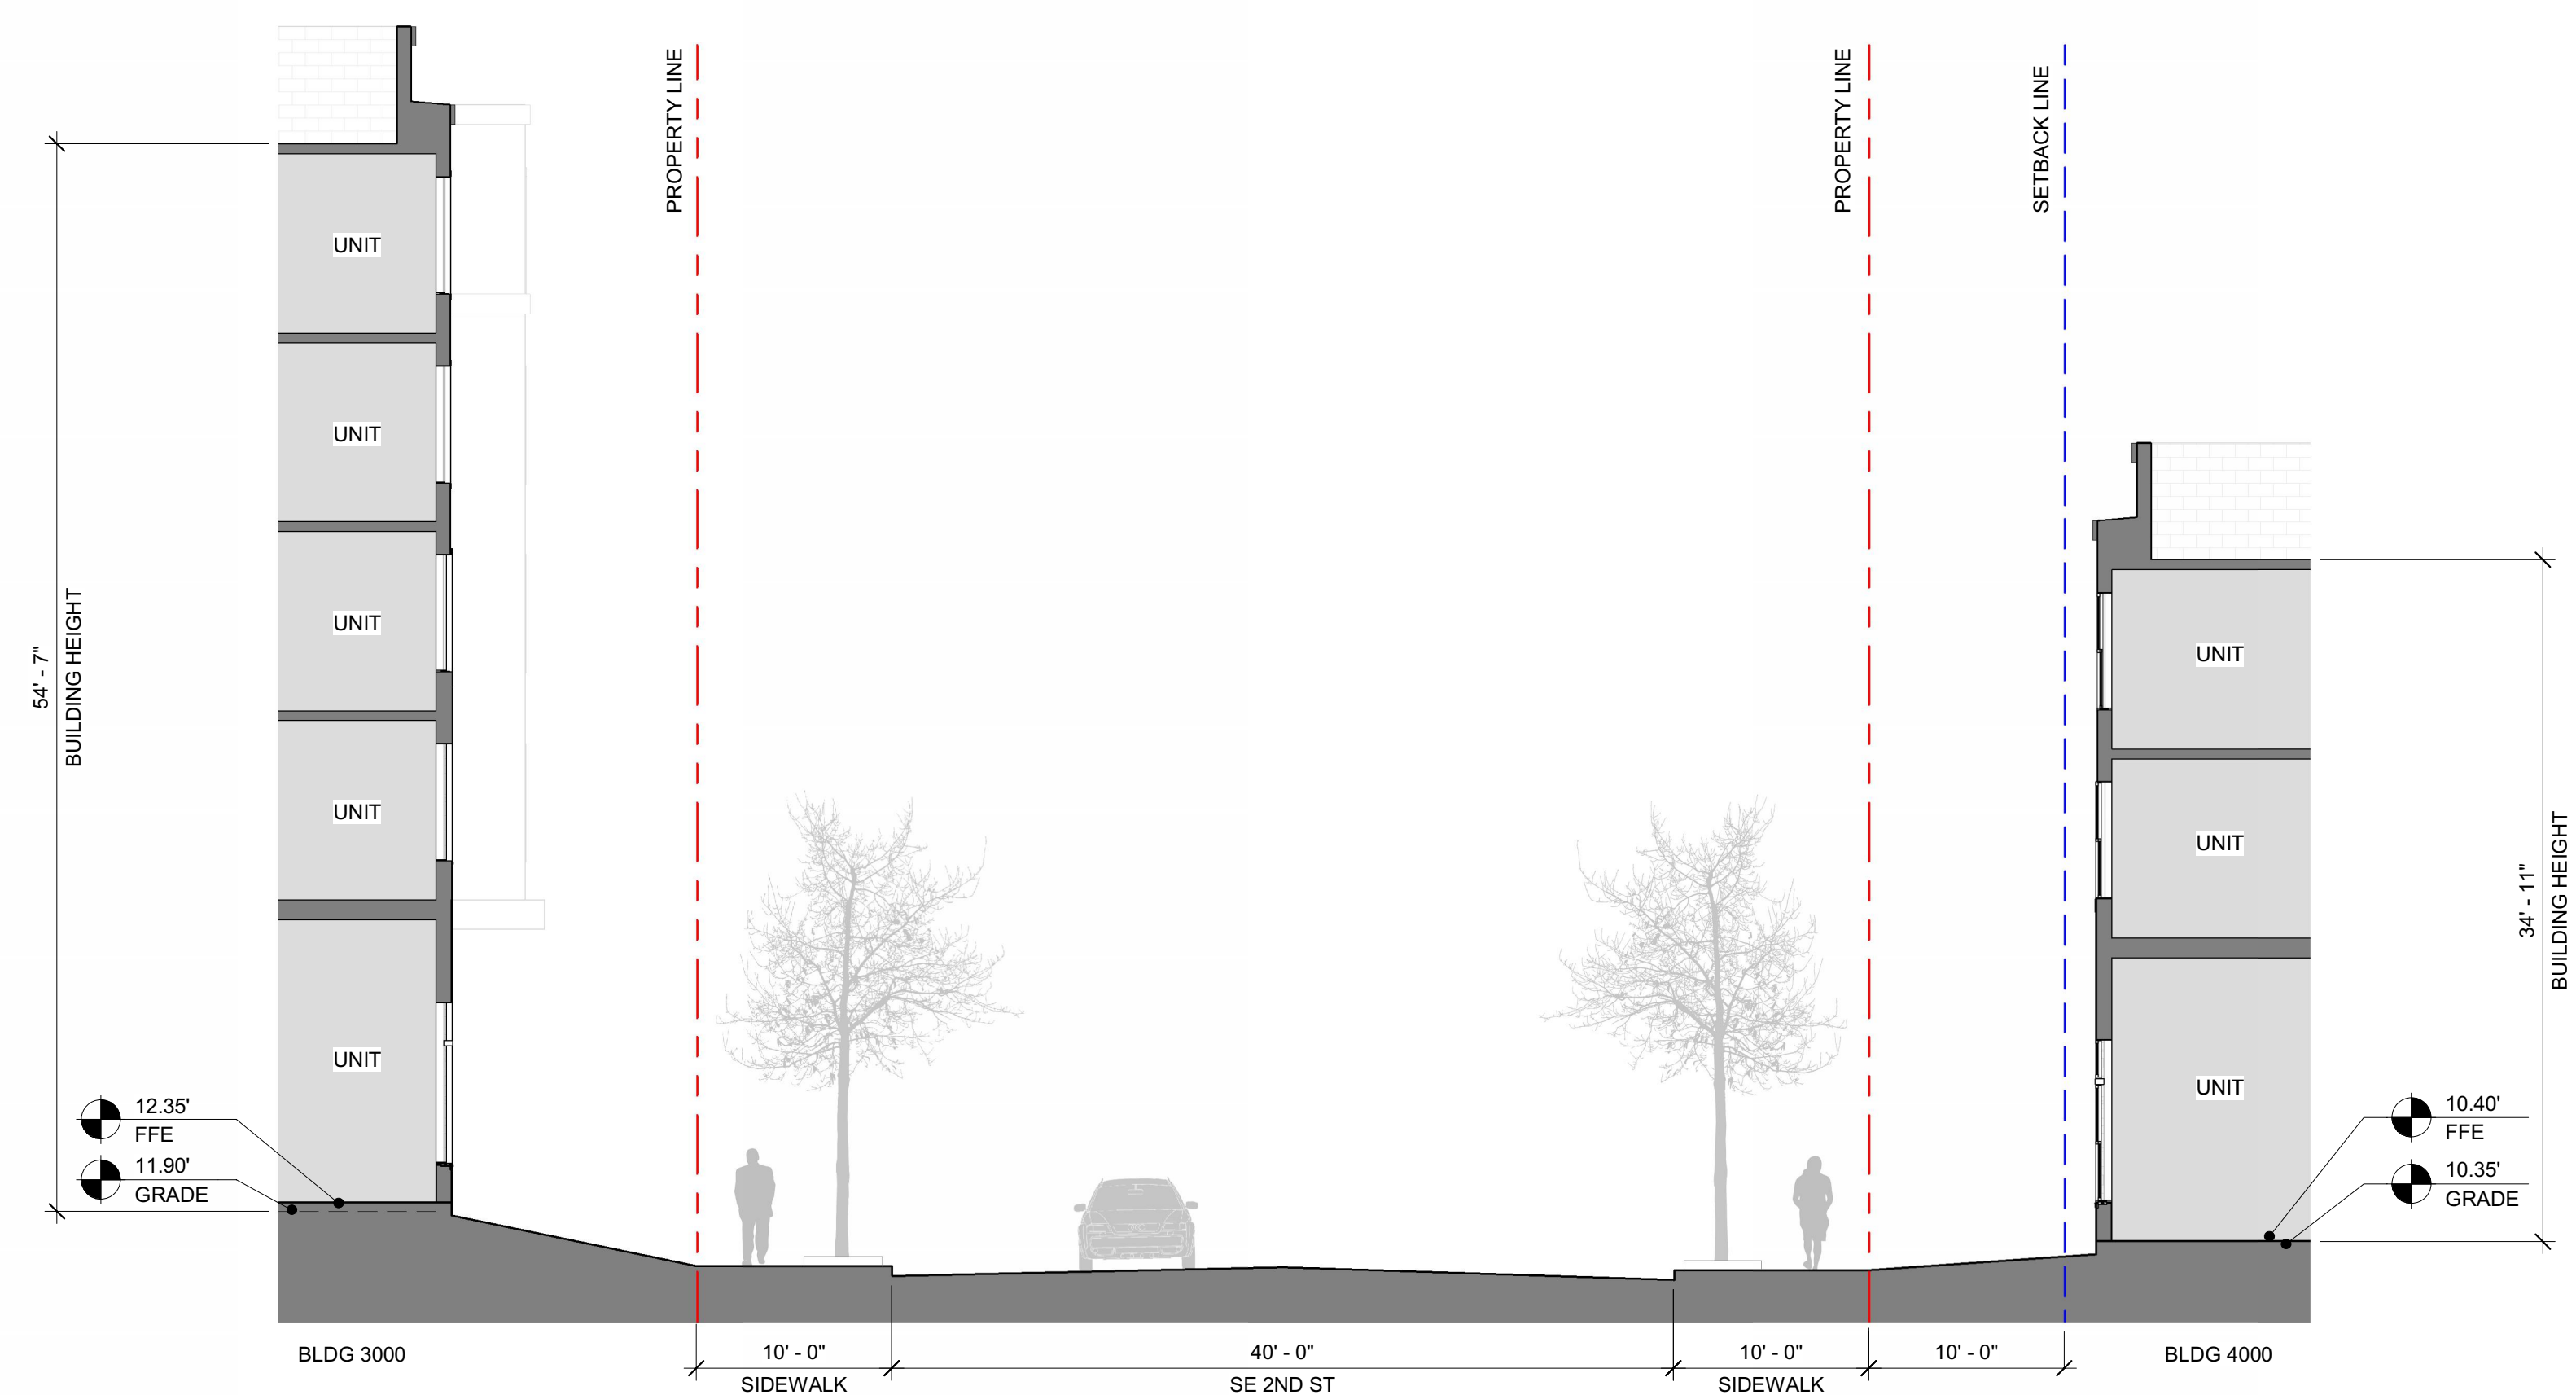 PROPERTY LINE
PROPERTY LINE
SETBACK LINE
UNIT
UNIT
UNIT
UNIT
UNIT
54' - 7"
BUILDING HEIGHT
12.35'
FFE
11.90'
GRADE
UNIT
UNIT
UNIT
34' - 11"
BUILDING HEIGHT
10.40'
FFE
10.35'
GRADE
BLDG 3000
10' - 0"
SIDEWALK
40' - 0"
SE 2ND ST
10' - 0"
SIDEWALK
10' - 0"
BLDG 4000